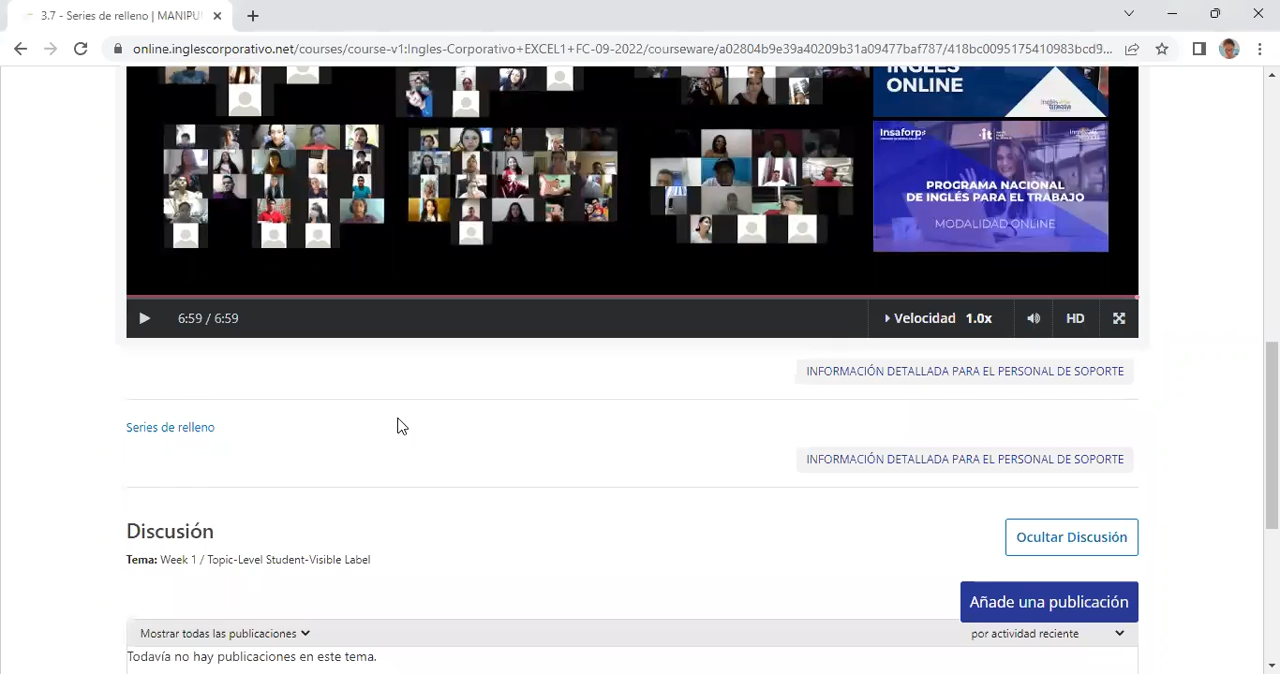 3.7 - Series de relleno | MANIPU
online.inglescorporativo.net/courses/course-v1:Ingles-Corporativo+EXCEL1+FC-09-2022/courseware/a02804b9e39a40209b31a09477baf787/418bc0095175410983bcd9...
INGLÉS
ONLINE
Insaforp
it
PROGRAMA NACIONAL
DE INGLÉS PARA EL TRABAJO
MODALIDAD ONLINE
6:59 / 6:59
Velocidad 1.0x
HD
INFORMACIÓN DETALLADA PARA EL PERSONAL DE SOPORTE
Series de relleno
INFORMACIÓN DETALLADA PARA EL PERSONAL DE SOPORTE
Discusión
Ocultar Discusión
Tema: Week 1 / Topic-Level Student-Visible Label
Añade una publicación
Mostrar todas las publicaciones
por actividad reciente
Todavía no hay publicaciones en este tema.